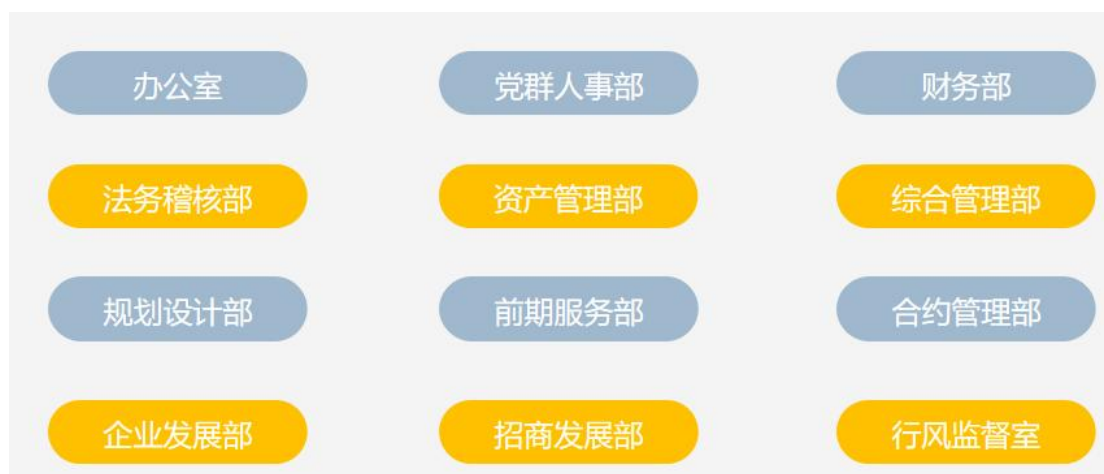 办公室 党群人事部 财务部
法务稽核部 资产管理部 综合管理部
规划设计部 前期服务部 合约管理部
企业发展部 招商发展部 行风监督室